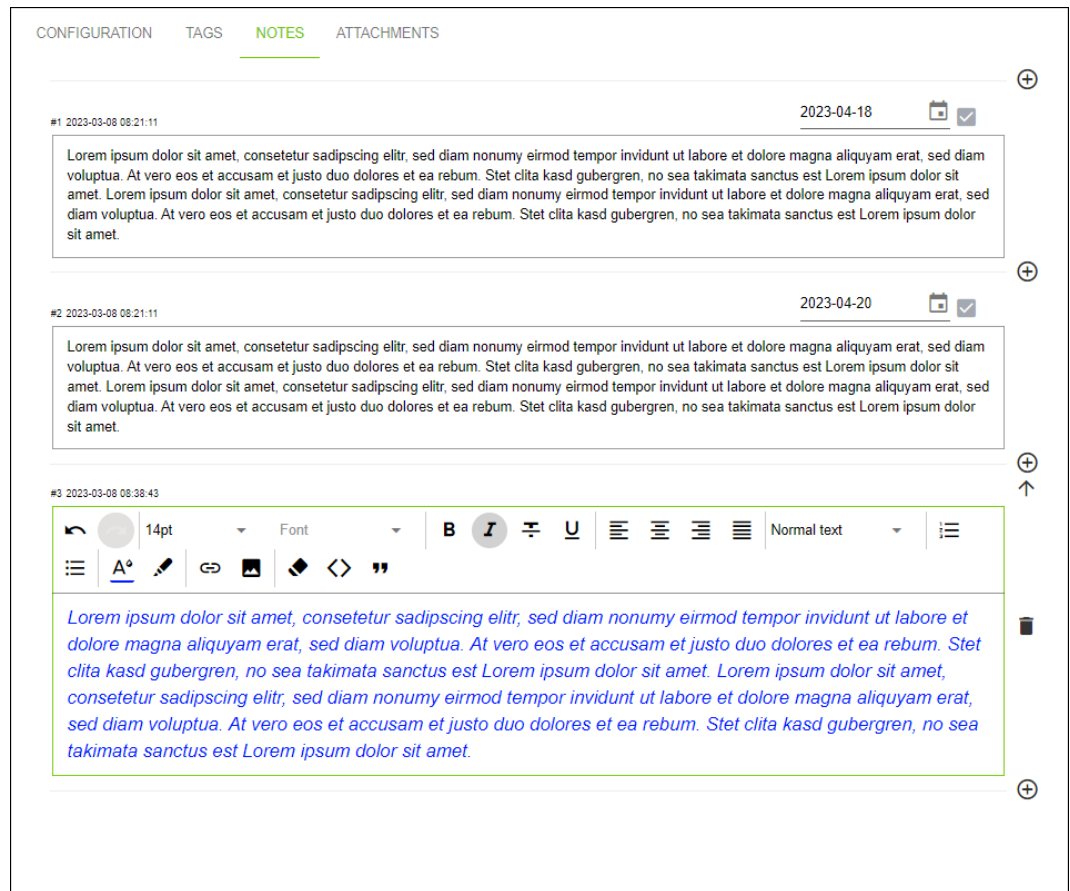 CONFIGURATION TAGS NOTES ATTACHMENTS
#1 2023-03-08 08:21:11 2023-04-18
Lorem ipsum dolor sit amet, consetetur sadipscing elitr, sed diam nonumy eirmod tempor invidunt ut labore et dolore magna aliquyam erat, sed diam
voluptua. At vero eos et accusam et justo duo dolores et ea rebum. Stet clita kasd gubergren, no sea takimata sanctus est Lorem ipsum dolor sit
amet. Lorem ipsum dolor sit amet, consetetur sadipscing elitr, sed diam nonumy eirmod tempor invidunt ut labore et dolore magna aliquyam erat, sed
diam voluptua. At vero eos et accusam et justo duo dolores et ea rebum. Stet clita kasd gubergren, no sea takimata sanctus est Lorem ipsum dolor
sit amet.
#2 2023-03-08 08:21:11 2023-04-20
Lorem ipsum dolor sit amet, consetetur sadipscing elitr, sed diam nonumy eirmod tempor invidunt ut labore et dolore magna aliquyam erat, sed diam
voluptua. At vero eos et accusam et justo duo dolores et ea rebum. Stet clita kasd gubergren, no sea takimata sanctus est Lorem ipsum dolor sit
amet. Lorem ipsum dolor sit amet, consetetur sadipscing elitr, sed diam nonumy eirmod tempor invidunt ut labore et dolore magna aliquyam erat, sed
diam voluptua. At vero eos et accusam et justo duo dolores et ea rebum. Stet clita kasd gubergren, no sea takimata sanctus est Lorem ipsum dolor
sit amet.
#3 2023-03-08 08:38:43
14pt Font B I T U Normal text
A
Lorem ipsum dolor sit amet, consetetur sadipscing elitr, sed diam nonumy eirmod tempor invidunt ut labore et
dolore magna aliquyam erat, sed diam voluptua. At vero eos et accusam et justo duo dolores et ea rebum. Stet
clita kasd gubergren, no sea takimata sanctus est Lorem ipsum dolor sit amet. Lorem ipsum dolor sit amet,
consetetur sadipscing elitr, sed diam nonumy eirmod tempor invidunt ut labore et dolore magna aliquyam erat,
sed diam voluptua. At vero eos et accusam et justo duo dolores et ea rebum. Stet clita kasd gubergren, no sea
takimata sanctus est Lorem ipsum dolor sit amet.